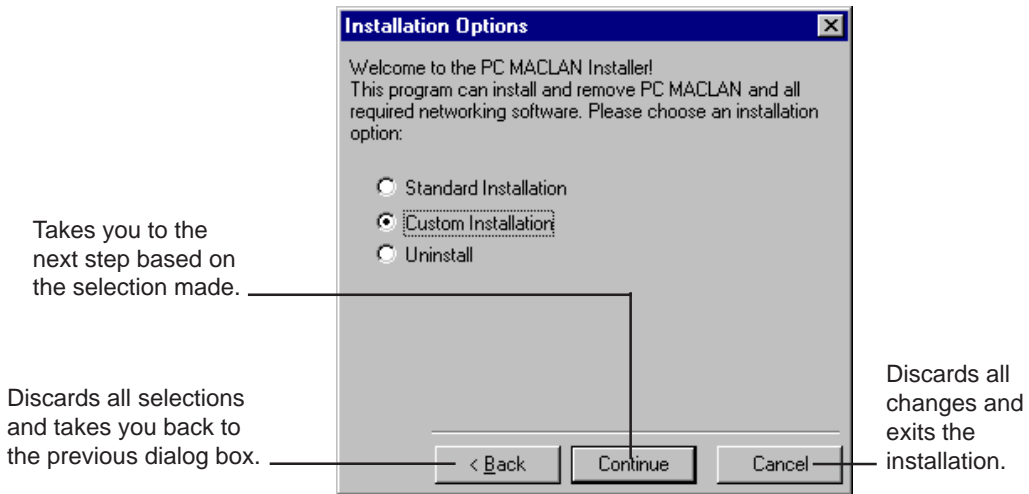 Installation Options
Welcome to the PC MACLAN Installer!
This program can install and remove PC MACLAN and all
required networking software. Please choose an installation
option:
Standard Installation
Custom Installation
Uninstall
Takes you to the
next step based on
the selection made.
Discards all selections
and takes you back to
the previous dialog box.
< Back
Continue
Cancel
Discards all
changes and
exits the
installation.